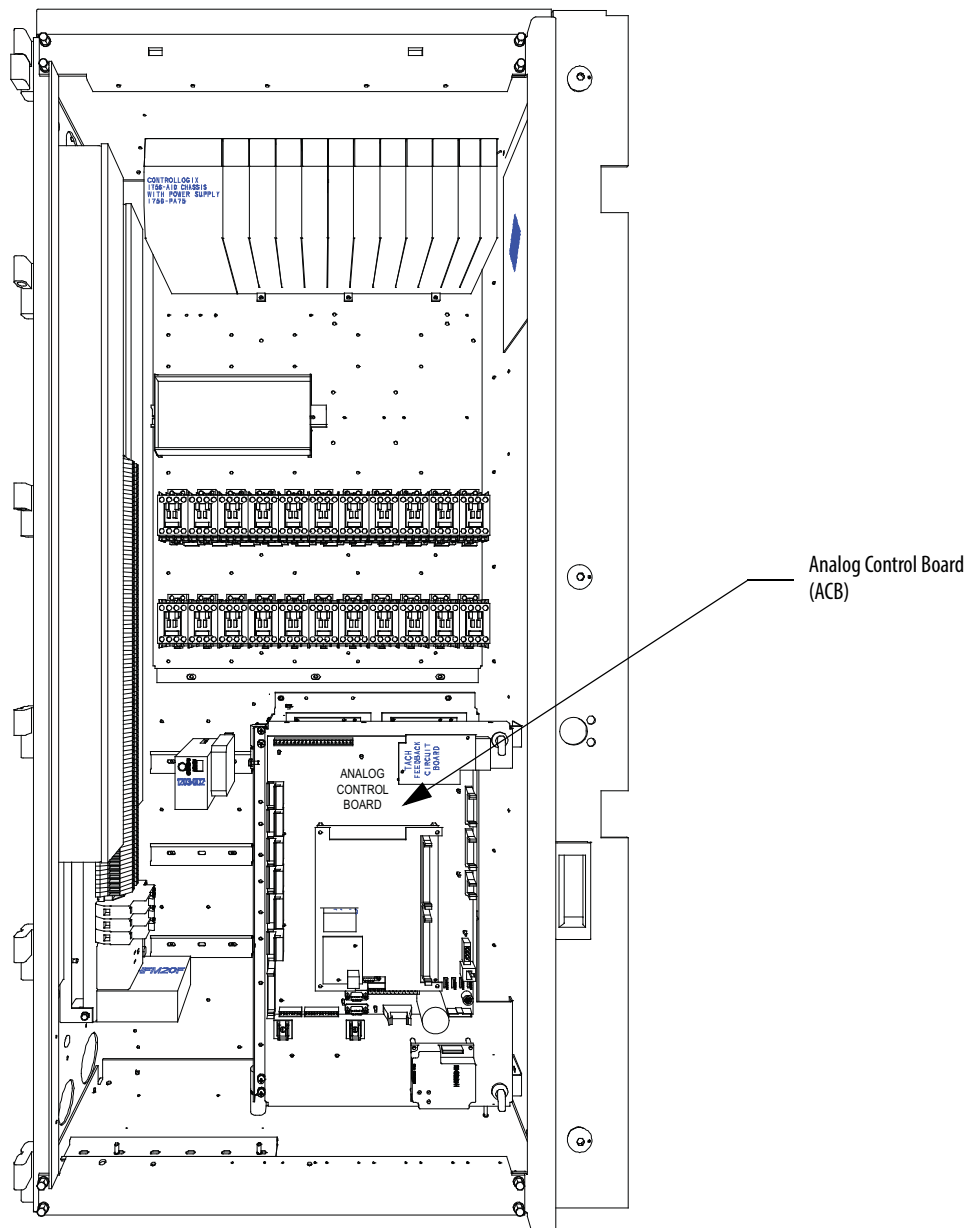 CONTROLLOGIX
1756-A10 CHASSIS
WITH POWER SUPPLY
1756-PA75
Analog Control Board
(ACB)
TACH
FEEDBACK
CIRCUIT
BOARD
ANALOG
CONTROL
BOARD